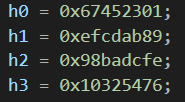 h0 = 0x67452301;
h1 = 0xefcdab89;
h2 = 0x98badcfe;
h3 = 0x10325476;